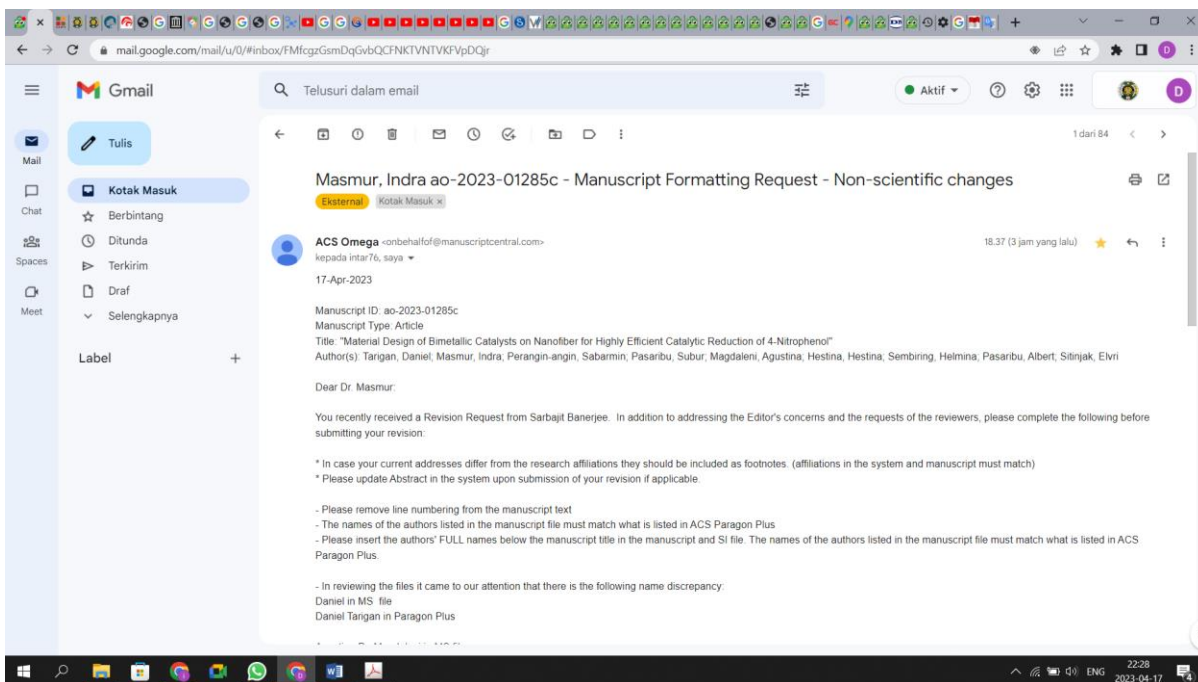 mail.google.com/mail/u/0/#inbox/FMfcgzGsmDqGvbQCFNKTVNTVKFVpDQjr
D
Gmail
Telusuri dalam email
Aktif
D
Mail
Chat
Spaces
Meet
Tulis
Kotak Masuk
Berbintang
Ditunda
Terkirim
Draf
Selengkapnya
Label
1 dari 84
Masmur, Indra ao-2023-01285c - Manuscript Formatting Request - Non-scientific changes
Eksternal Kotak Masuk ×
ACS Omega <onbehalfof@manuscriptcentral.com> 18.37 (3 jam yang lalu)
kepada intar76, saya
17-Apr-2023
Manuscript ID: ao-2023-01285c
Manuscript Type: Article
Title: "Material Design of Bimetallic Catalysts on Nanofiber for Highly Efficient Catalytic Reduction of 4-Nitrophenol"
Author(s): Tarigan, Daniel; Masmur, Indra; Perangin-angin, Sabarmin; Pasaribu, Subur; Magdaleni, Agustina; Hestina, Hestina; Sembiring, Helmina; Pasaribu, Albert; Sitinjak, Elvri
Dear Dr. Masmur:
You recently received a Revision Request from Sarbajit Banerjee. In addition to addressing the Editor's concerns and the requests of the reviewers, please complete the following before
submitting your revision:
* In case your current addresses differ from the research affiliations they should be included as footnotes. (affiliations in the system and manuscript must match)
* Please update Abstract in the system upon submission of your revision if applicable.
- Please remove line numbering from the manuscript text
- The names of the authors listed in the manuscript file must match what is listed in ACS Paragon Plus
- Please insert the authors' FULL names below the manuscript title in the manuscript and SI file. The names of the authors listed in the manuscript file must match what is listed in ACS
Paragon Plus.
- In reviewing the files it came to our attention that there is the following name discrepancy:
Daniel in MS file
Daniel Tarigan in Paragon Plus
ENG
22:28
2023-04-17